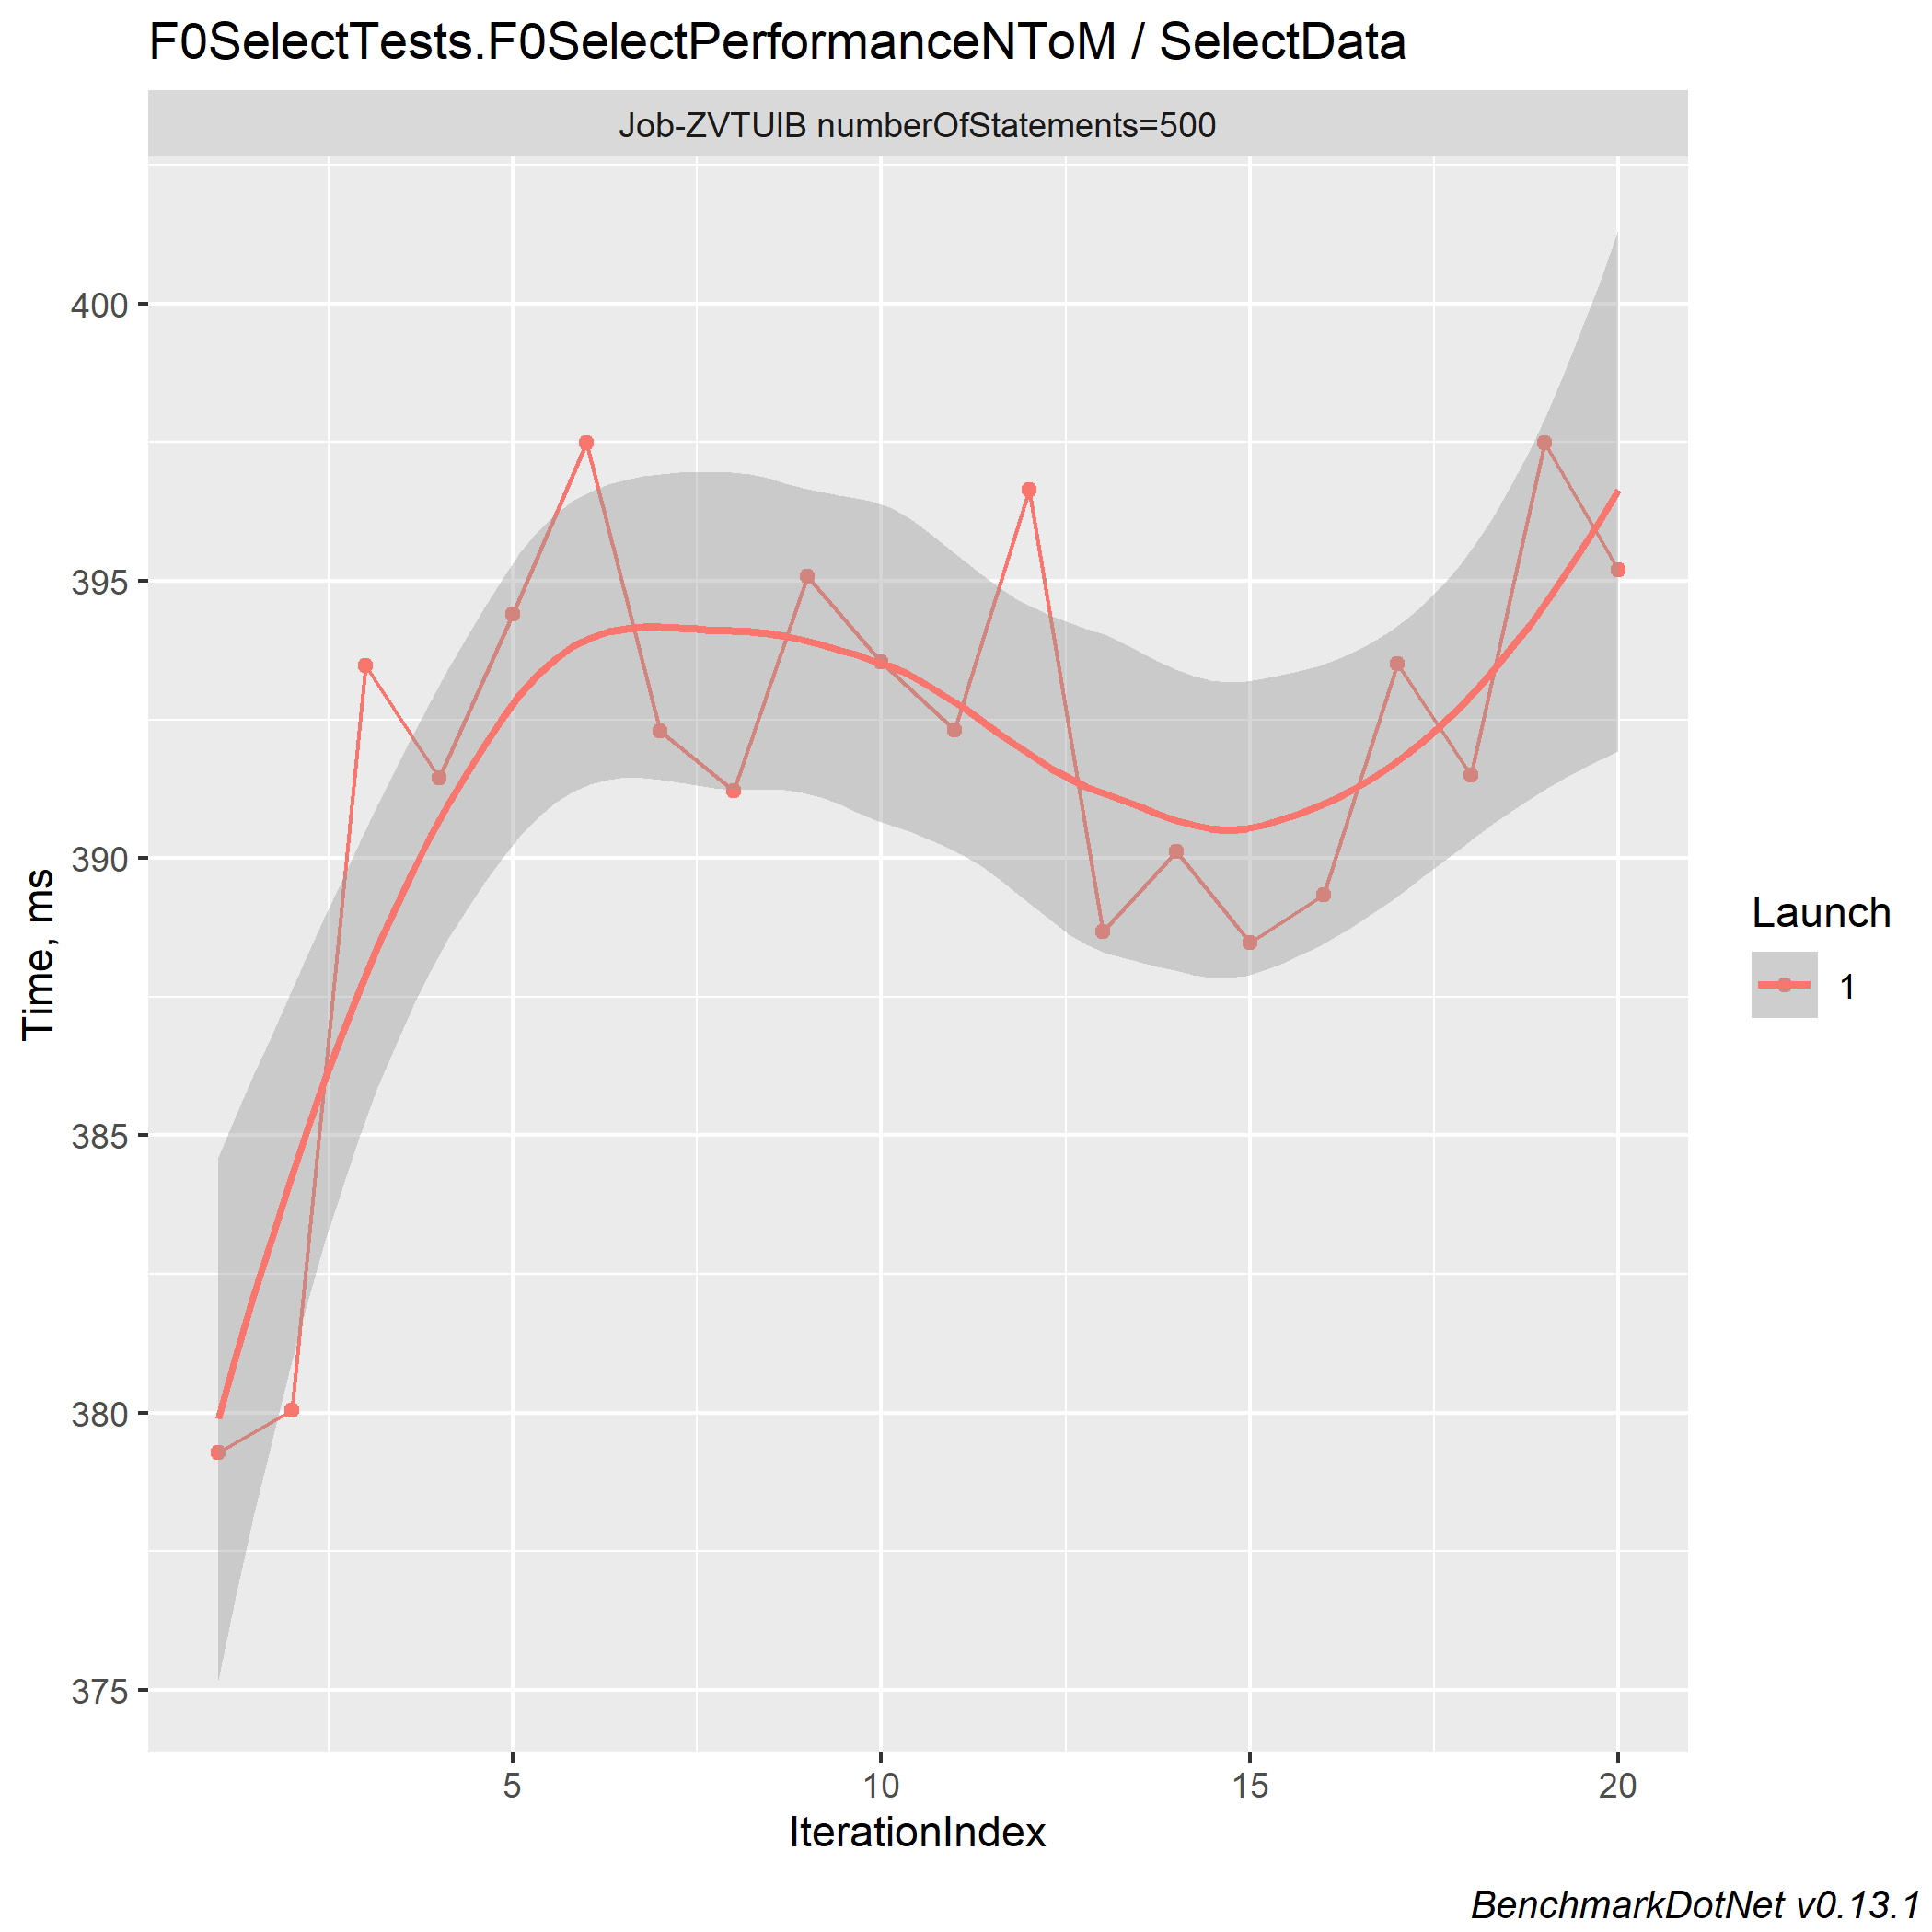 F0SelectTests.F0SelectPerformanceNToM / SelectData
Job-ZVTUIB numberOfStatements=500
400
395
390
385
380
375
Time, ms
5 10 15 20
IterationIndex
Launch
1
BenchmarkDotNet v0.13.1